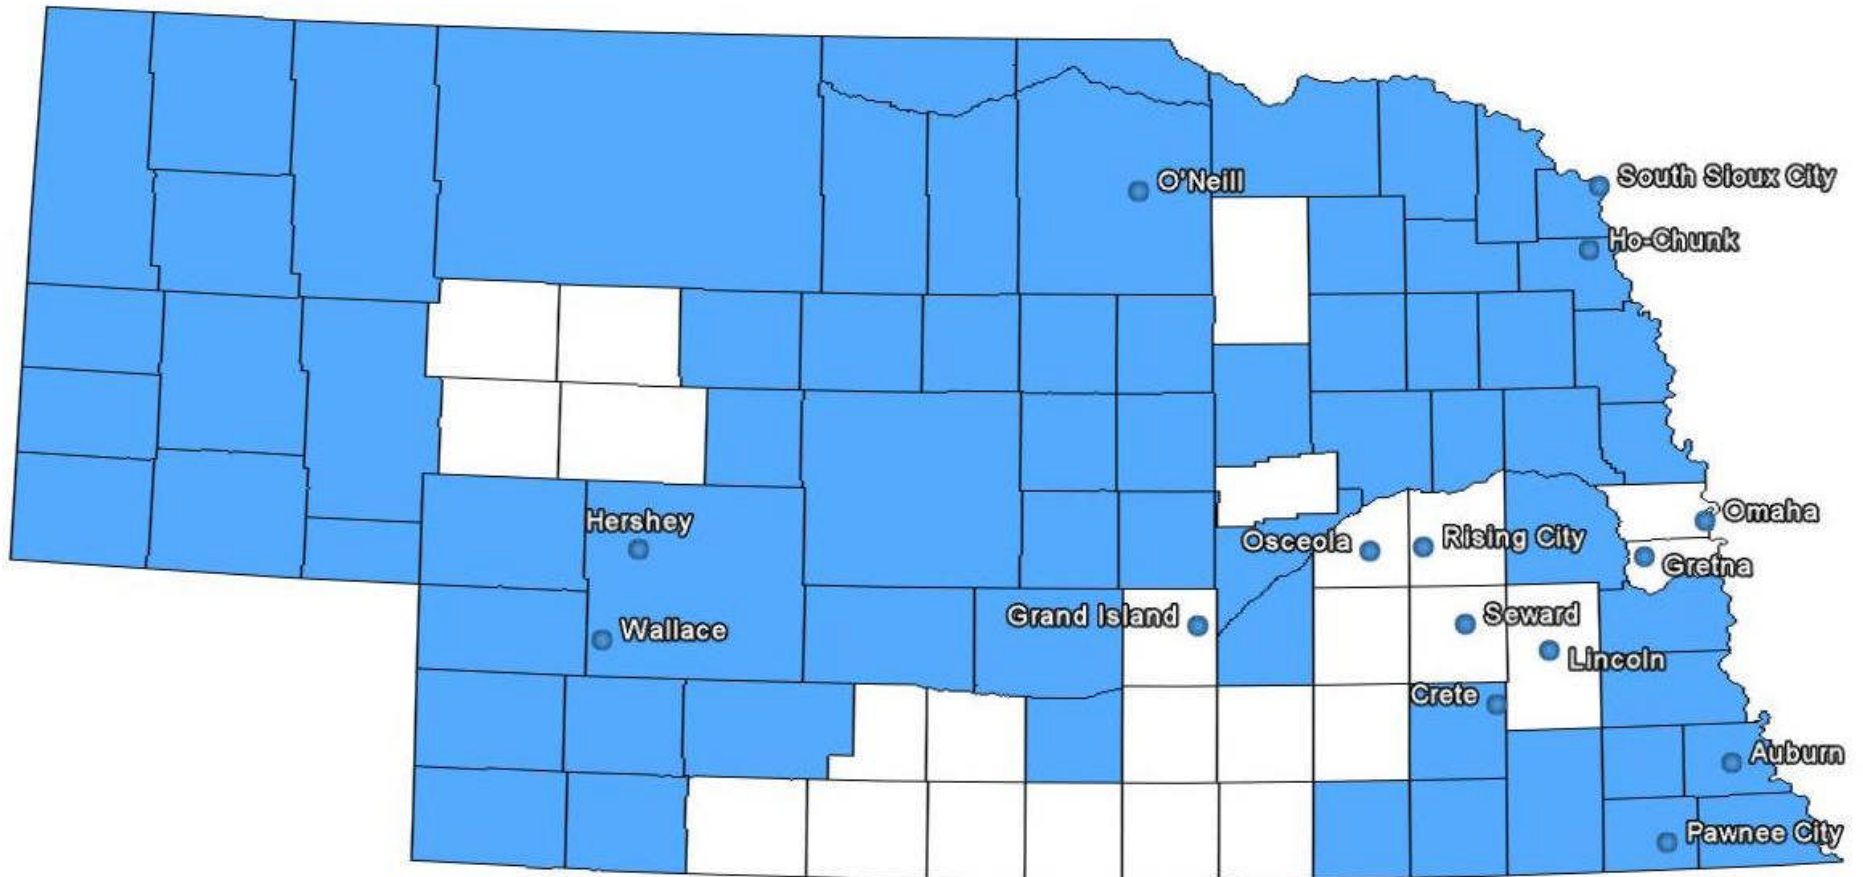 South Sioux City
O'Neill
Ho-Chunk
Omaha
Hershey
Osceola
Rising City
Gretna
Grand Island
Seward
Wallace
Lincoln
Crete
Auburn
Pawnee City